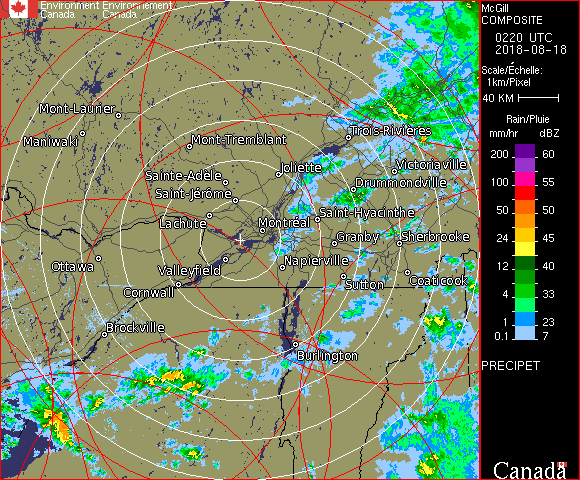 Environment Environnement
Canada Canada
McGill
COMPOSITE
0220 UTC
2018-08-18
Scale/Échelle:
1km/Pixel
40 KM
Rain/Pluie
mm/hr dBZ
200 60
150 57
100 55
50 50
24 45
12 40
4 33
1 23
0.1 7
PRECIPET
Canada
Mont-Laurier
Maniwaki
Mont-Tremblant
Trois-Rivières
Joliette
Victoriaville
Sainte-Adèle
Drummondville
Saint-Jérôme
Lachute
Saint-Hyacinthe
Montréal
Granby
Sherbrooke
Ottawa
Valleyfield
Napierville
Cornwall
Sutton
Coaticook
Brockville
Burlington